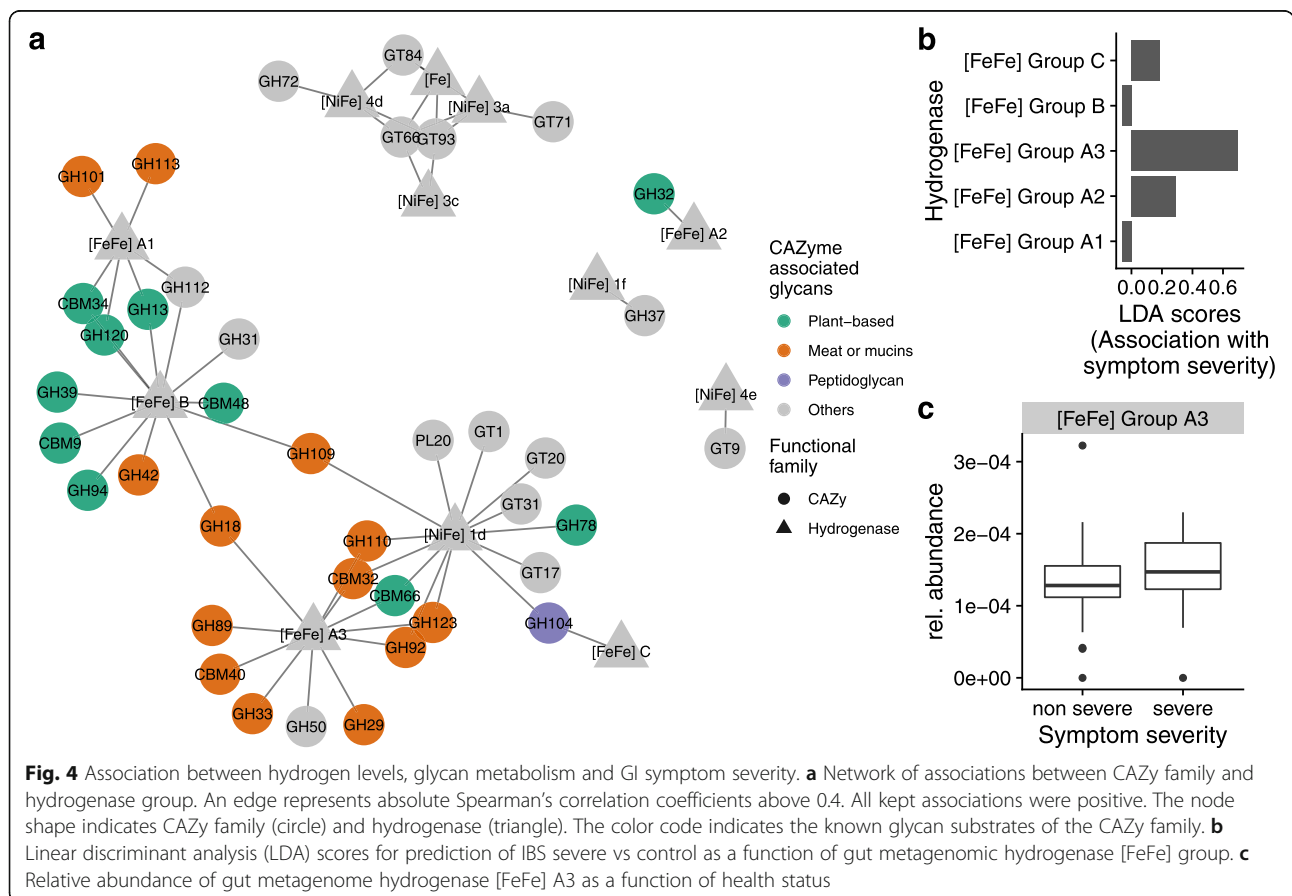 a
GT84
[Fe]
GH72
[NiFe] 4d
[NiFe] 3a
GT66
GT93
GT71
[NiFe] 3c
GH101
GH113
[FeFe] A1
GH112
CBM34
GH13
GH120
GH31
GH39
[FeFe] B
CBM48
CBM9
GH94
GH42
GH109
GH18
GH32
[FeFe] A2
[NiFe] 1f
GH37
[NiFe] 4e
GT9
PL20
GT1
GT20
GT31
[NiFe] 1d
GH78
GH110
CBM32
GT17
CBM66
GH89
[FeFe] A3
GH123
GH92
GH104
[FeFe] C
CBM40
GH33
GH50
GH29
CAZyme
associated
glycans
Plant−based
Meat or mucins
Peptidoglycan
Others
Functional
family
CAZy
Hydrogenase
b
Hydrogenase
[FeFe] Group C
[FeFe] Group B
[FeFe] Group A3
[FeFe] Group A2
[FeFe] Group A1
0.0 0.2 0.4 0.6
LDA scores
(Association with
symptom severity)
c
[FeFe] Group A3
rel. abundance
3e−04
2e−04
1e−04
0e+00
non severe severe
Symptom severity
Fig. 4 Association between hydrogen levels, glycan metabolism and GI symptom severity. a Network of associations between CAZy family and
hydrogenase group. An edge represents absolute Spearman's correlation coefficients above 0.4. All kept associations were positive. The node
shape indicates CAZy family (circle) and hydrogenase (triangle). The color code indicates the known glycan substrates of the CAZy family. b
Linear discriminant analysis (LDA) scores for prediction of IBS severe vs control as a function of gut metagenomic hydrogenase [FeFe] group. c
Relative abundance of gut metagenome hydrogenase [FeFe] A3 as a function of health status